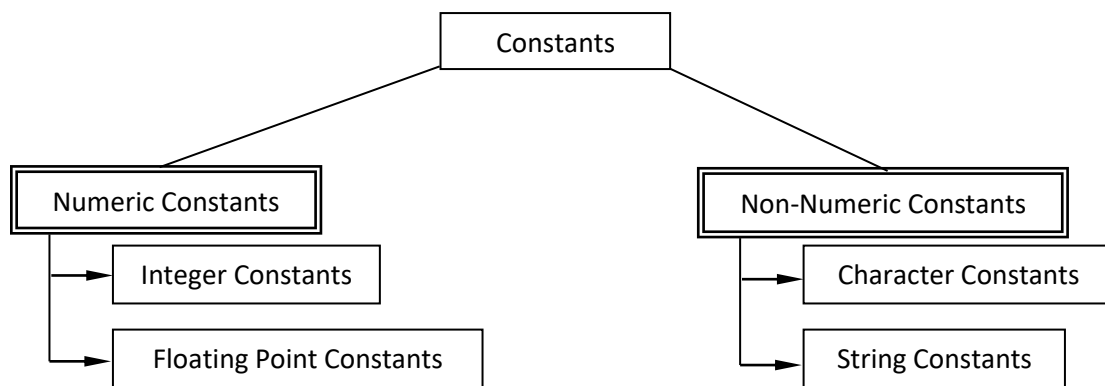 Constants
Numeric Constants
Non-Numeric Constants
Integer Constants
Character Constants
Floating Point Constants
String Constants